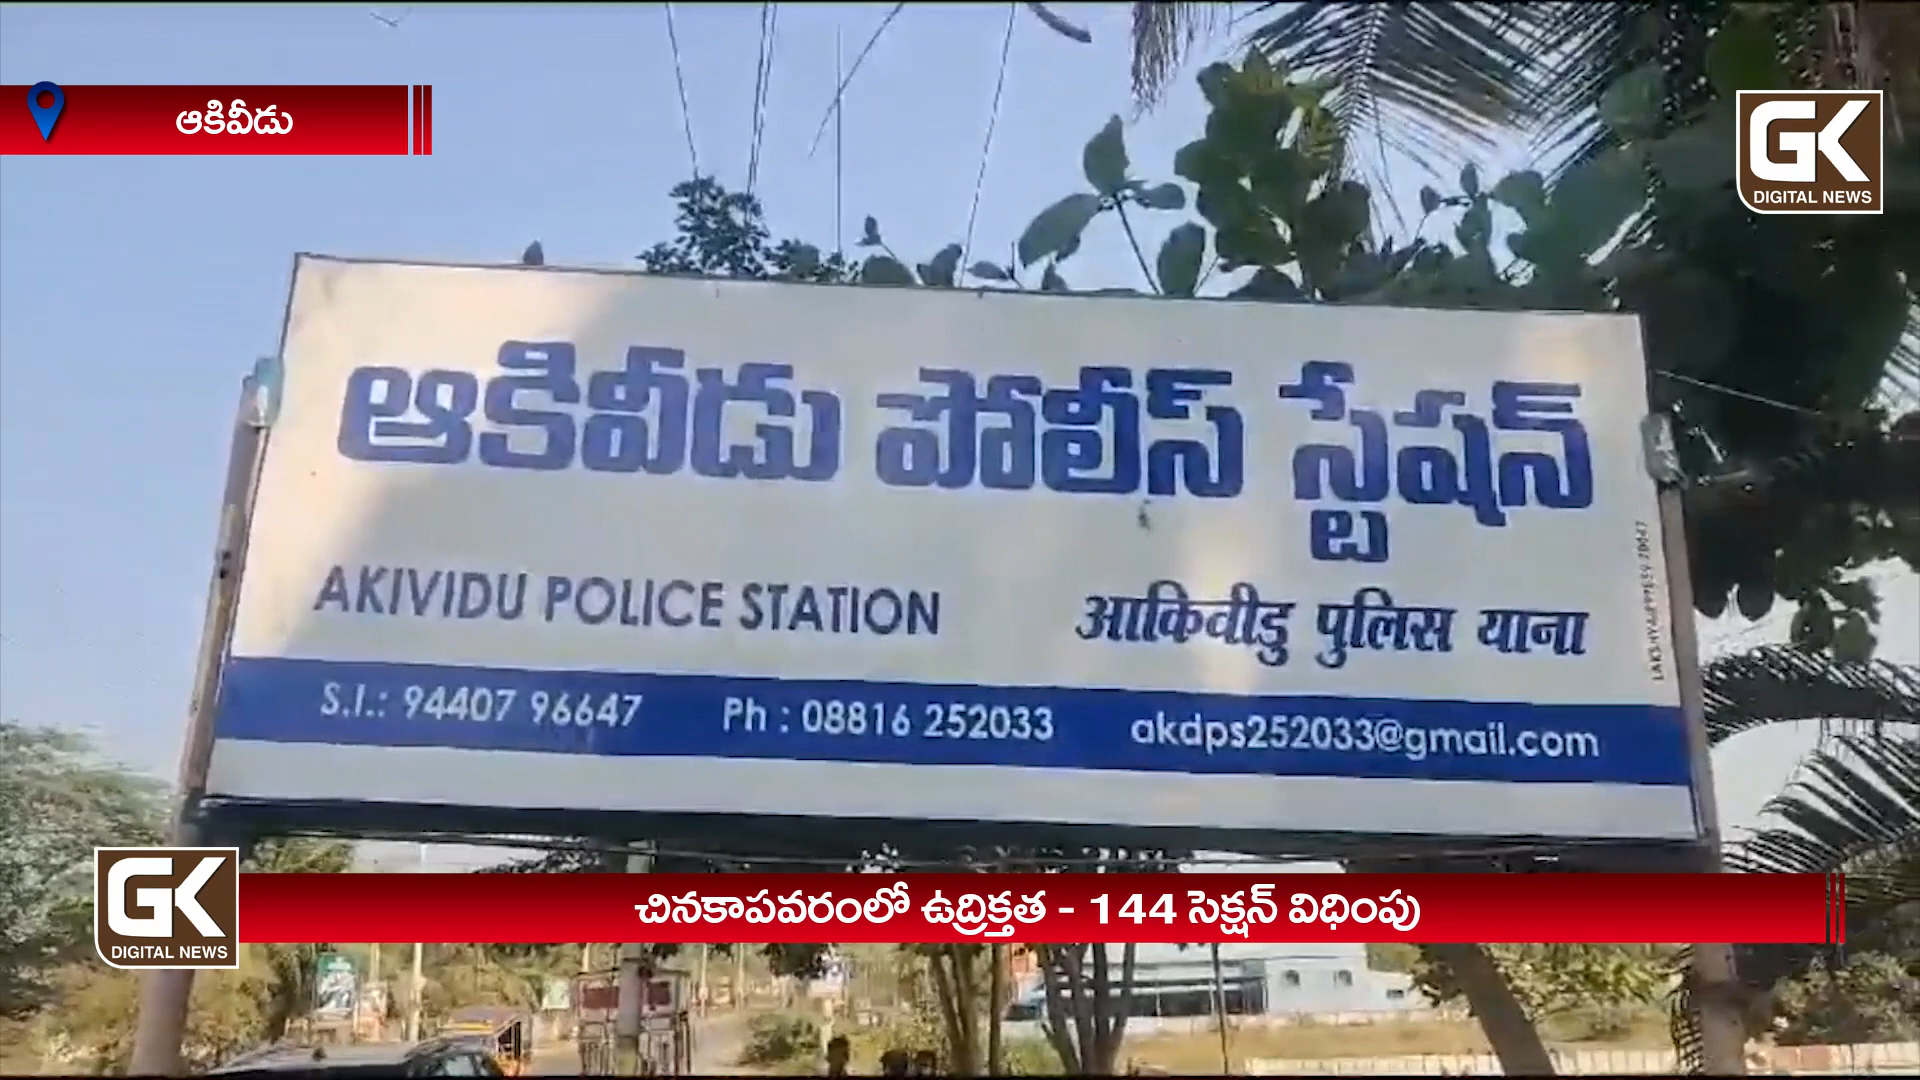 ఆకివీడు
GK
DIGITAL NEWS
ఆకివీడు పోలీస్ స్టేషన్
AKIVIDU POLICE STATION
आकिवीडु पुलिस याना
S.I.: 94407 96647 Ph : 08816 252033 akdps252033@gmail.com
GK
DIGITAL NEWS
చినకాపవరంలో ఉద్రిక్తత - 144 సెక్షన్ విధింపు